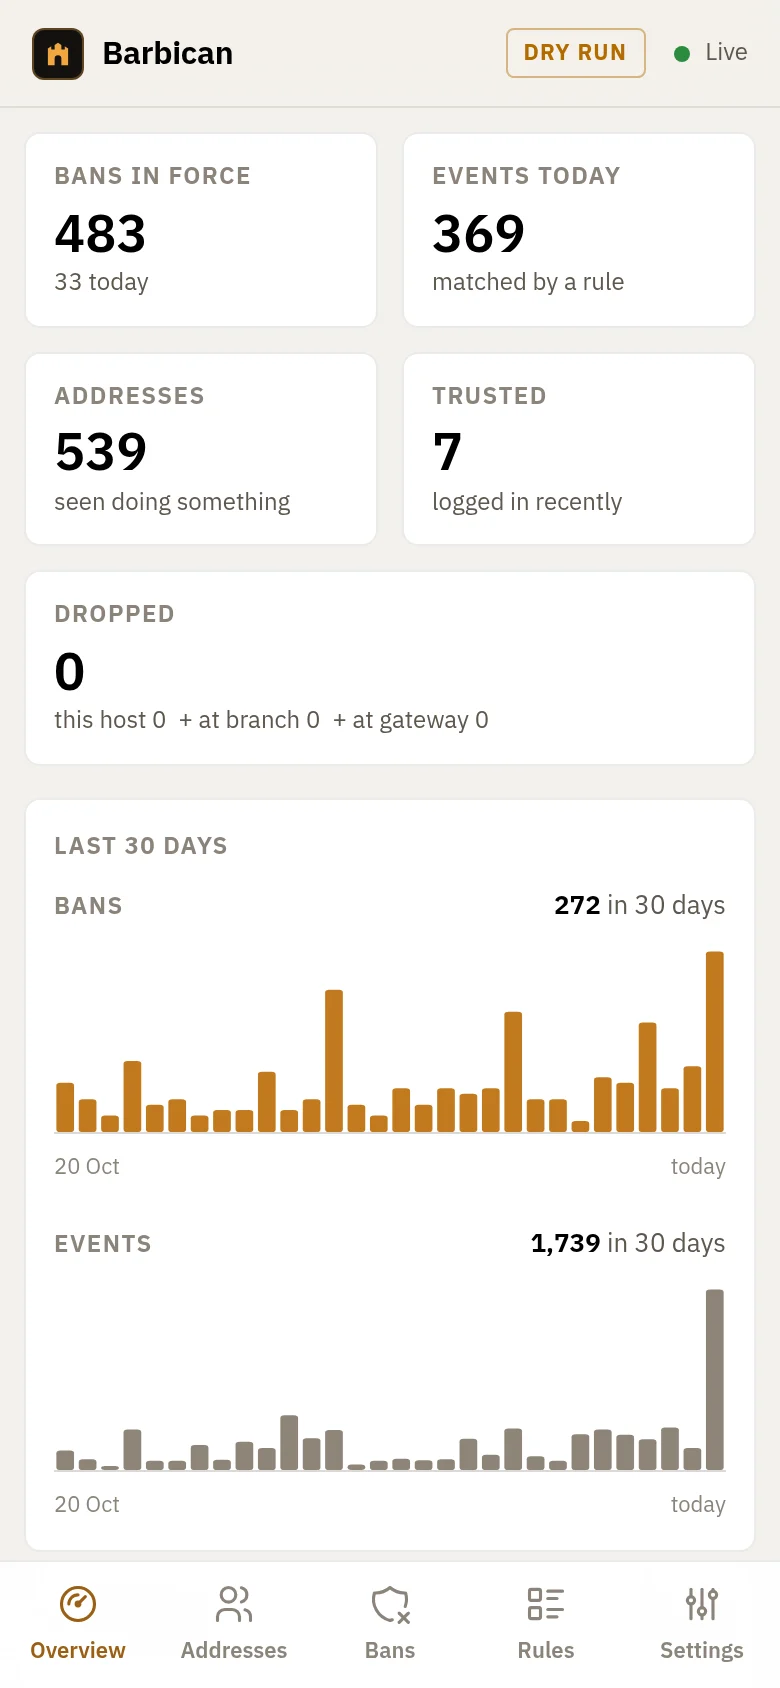 Barbican
DRY RUN
Live
BANS IN FORCE
483
33 today
EVENTS TODAY
369
matched by a rule
ADDRESSES
539
seen doing something
TRUSTED
7
logged in recently
DROPPED
0
this host 0 + at branch 0 + at gateway 0
LAST 30 DAYS
BANS
272 in 30 days
20 Oct
today
EVENTS
1,739 in 30 days
20 Oct
today
Overview
Addresses
Bans
Rules
Settings